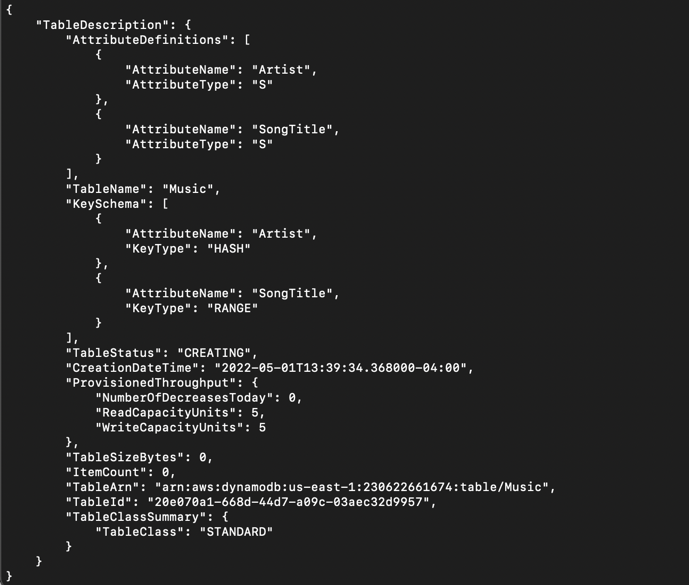 {
    "TableDescription": {
        "AttributeDefinitions": [
            {
                "AttributeName": "Artist",
                "AttributeType": "S"
            },
            {
                "AttributeName": "SongTitle",
                "AttributeType": "S"
            }
        ],
        "TableName": "Music",
        "KeySchema": [
            {
                "AttributeName": "Artist",
                "KeyType": "HASH"
            },
            {
                "AttributeName": "SongTitle",
                "KeyType": "RANGE"
            }
        ],
        "TableStatus": "CREATING",
        "CreationDateTime": "2022-05-01T13:39:34.368000-04:00",
        "ProvisionedThroughput": {
            "NumberOfDecreasesToday": 0,
            "ReadCapacityUnits": 5,
            "WriteCapacityUnits": 5
        },
        "TableSizeBytes": 0,
        "ItemCount": 0,
        "TableArn": "arn:aws:dynamodb:us-east-1:230622661674:table/Music",
        "TableId": "20e070a1-668d-44d7-a09c-03aec32d9957",
        "TableClassSummary": {
            "TableClass": "STANDARD"
        }
    }
}